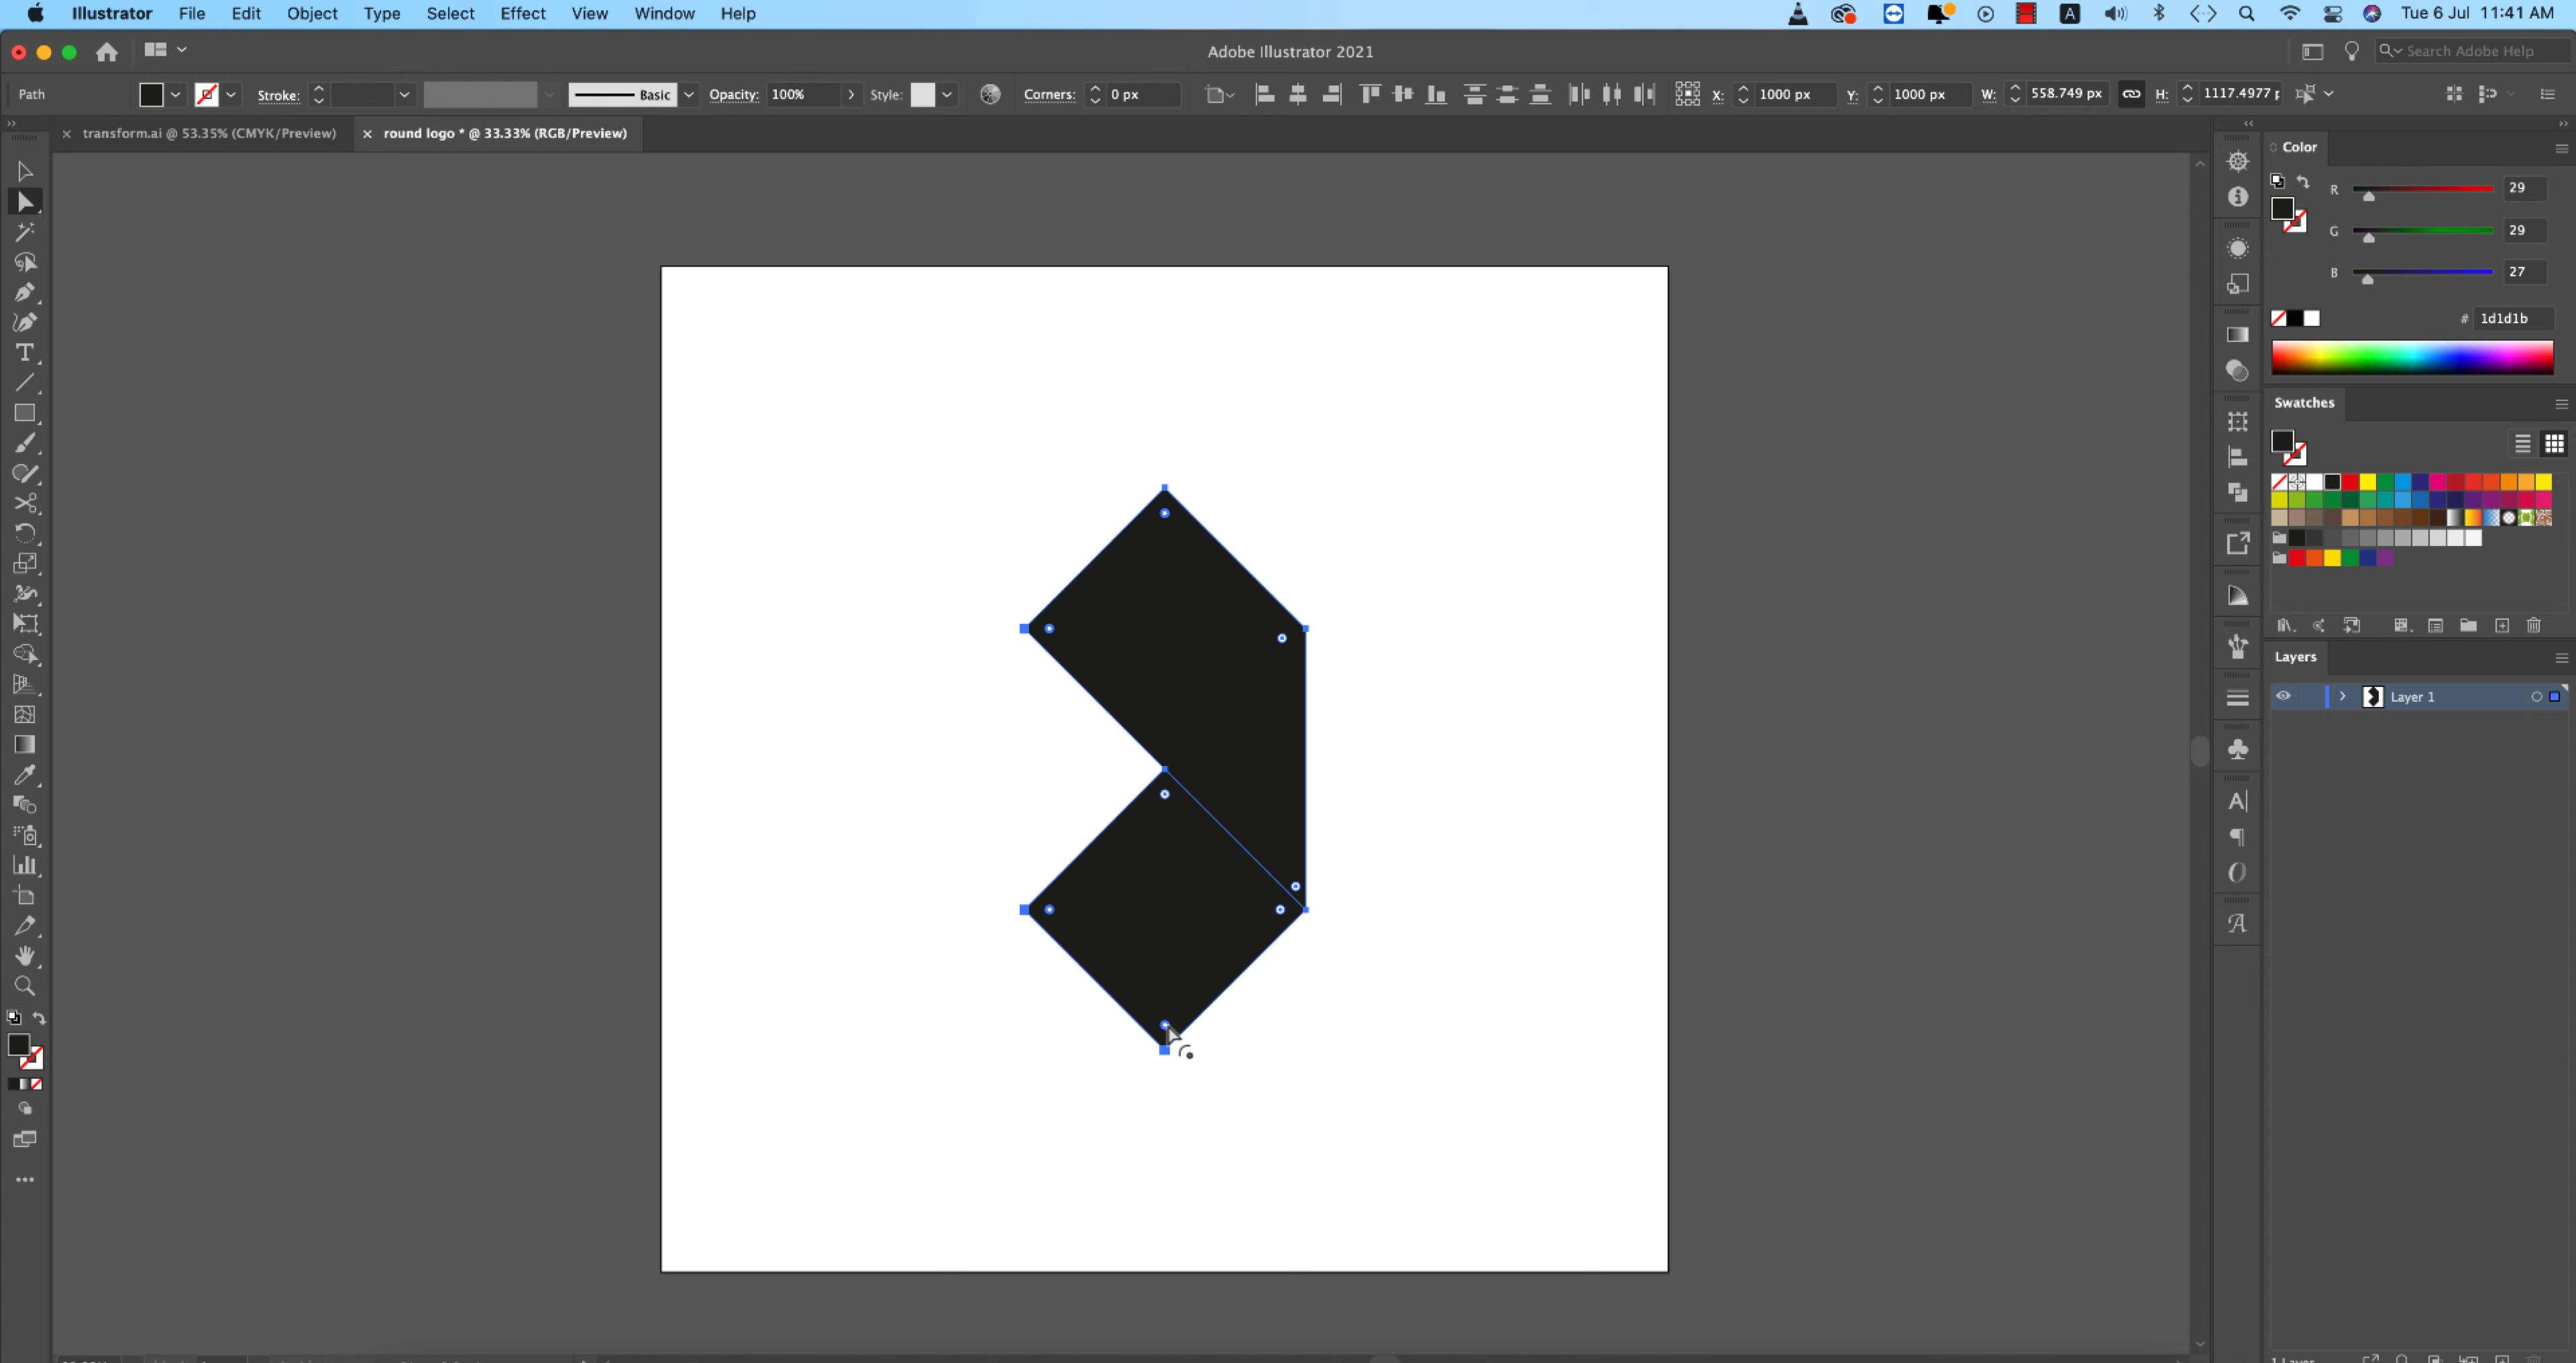 Illustrator File Edit Object Type Select Effect View Window Help A Tue 6 Jul 11:41 AM
Adobe Illustrator 2021 Search Adobe Help
Path Stroke: Basic Opacity: 100% Style: Corners: 0 px X: 1000 px Y: 1000 px W: 558.749 px H: 1117.4977
transform.ai @ 53.35% (CMYK/Preview) round logo * @ 33.33% (RGB/Preview)
Color
R 29
G 29
B 27
# 1d1d1b
Swatches
Layers
Layer 1